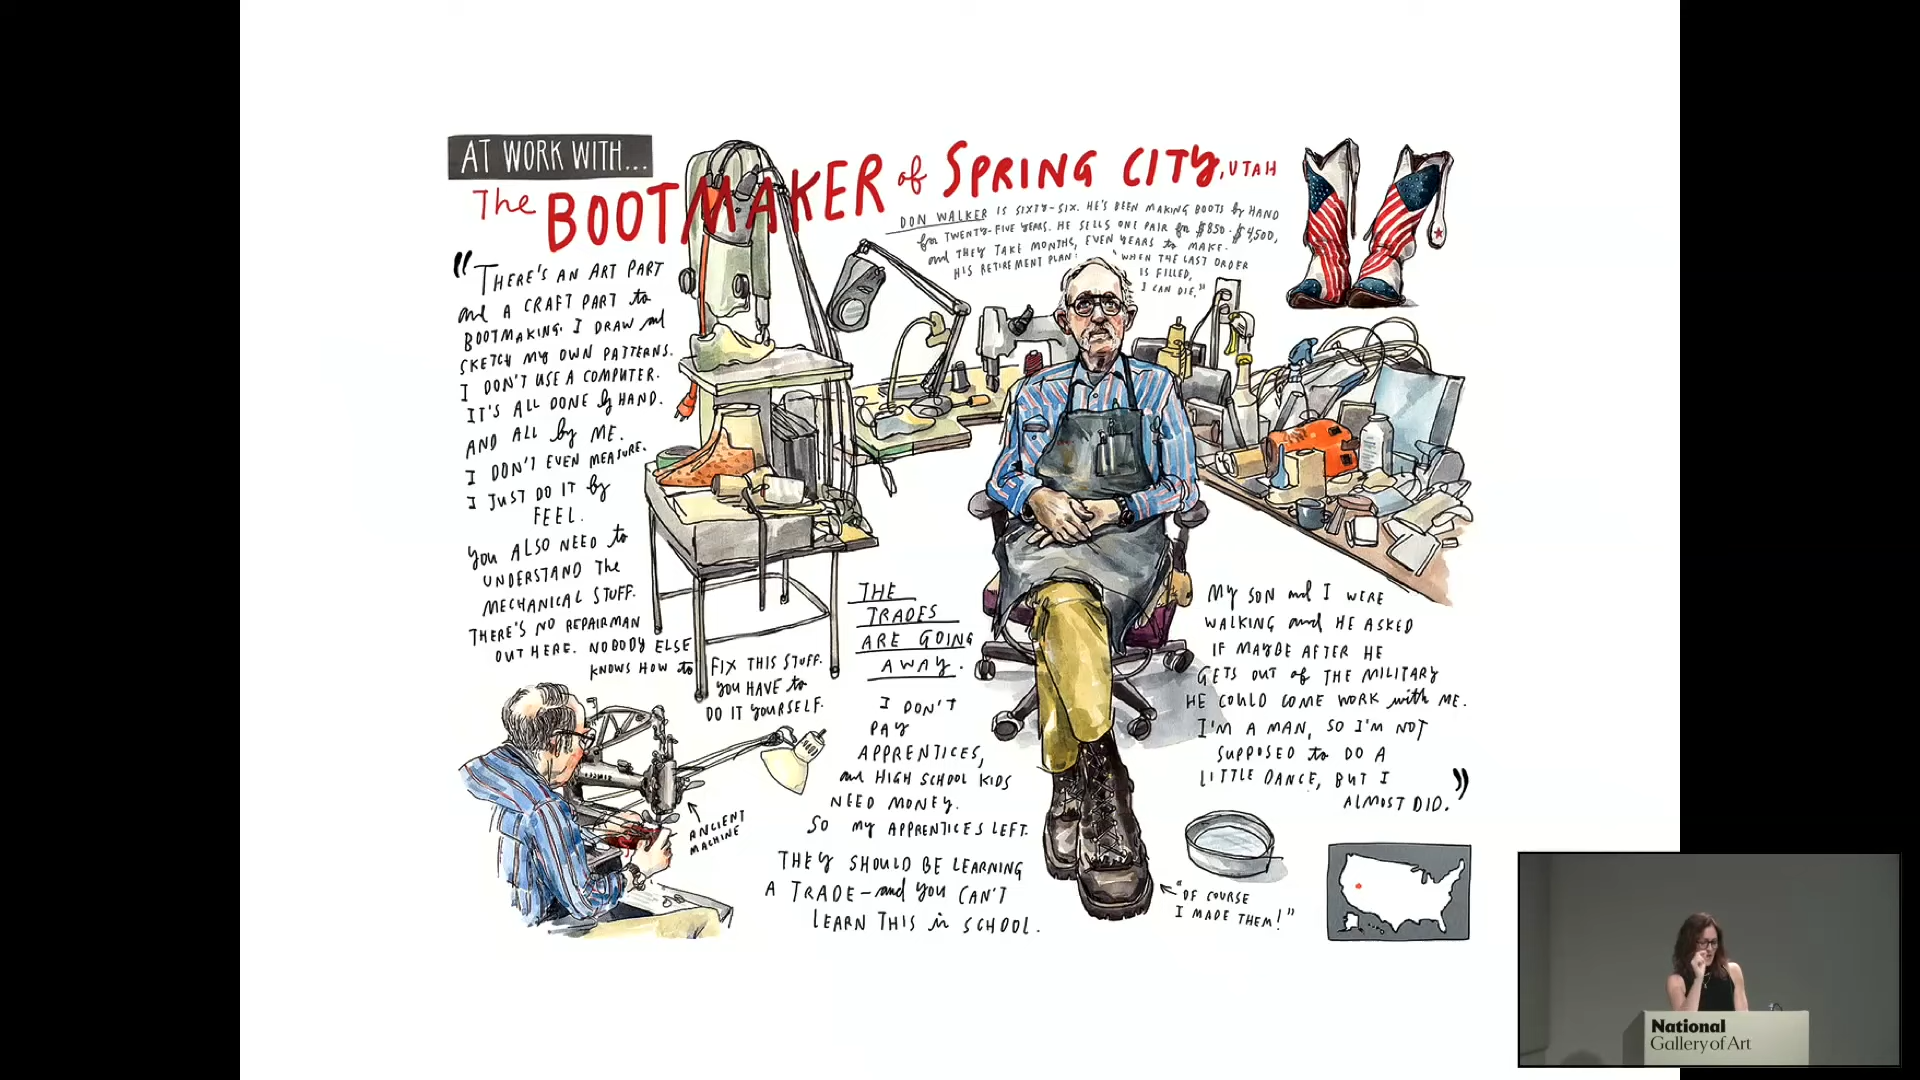 AT WORK WITH...
The BOOTMAKER of SPRING CITY, UTAH
DON WALKER IS SIXTY-SIX. HE'S BEEN MAKING BOOTS by HAND
for TWENTY-FIVE YEARS. HE SELLS ONE PAIR for $850-$4,500,
and THEY TAKE MONTHS, EVEN YEARS to MAKE.
HIS RETIREMENT PLAN: "WHEN THE LAST ORDER
IS FILLED,
I CAN DIE."
"THERE'S AN ART PART
and A CRAFT PART to
BOOTMAKING. I DRAW and
SKETCH MY OWN PATTERNS.
I DON'T USE A COMPUTER.
IT'S ALL DONE by HAND.
AND ALL by ME.
I DON'T EVEN MEASURE.
I JUST DO IT by
FEEL.
YOU ALSO NEED to
UNDERSTAND The
MECHANICAL STUFF.
THERE'S NO REPAIRMAN
OUT HERE. NOBODY ELSE
KNOWS HOW to FIX THIS STUFF.
YOU HAVE to
DO IT YOURSELF.
ANCIENT
MACHINE
THE
TRADES
ARE GOING
AWAY.
I DON'T
PAY
APPRENTICES,
and HIGH SCHOOL KIDS
NEED MONEY.
SO MY APPRENTICES LEFT.
THEY SHOULD BE LEARNING
A TRADE - and YOU CAN'T
LEARN THIS in SCHOOL.
MY SON and I WERE
WALKING and HE ASKED
IF MAYBE AFTER HE
GETS OUT of THE MILITARY
HE COULD COME WORK with ME.
I'M A MAN, SO I'M NOT
SUPPOSED to DO A
LITTLE DANCE, BUT I
ALMOST DID."
"OF COURSE
I MADE THEM!"
National
Gallery of Art